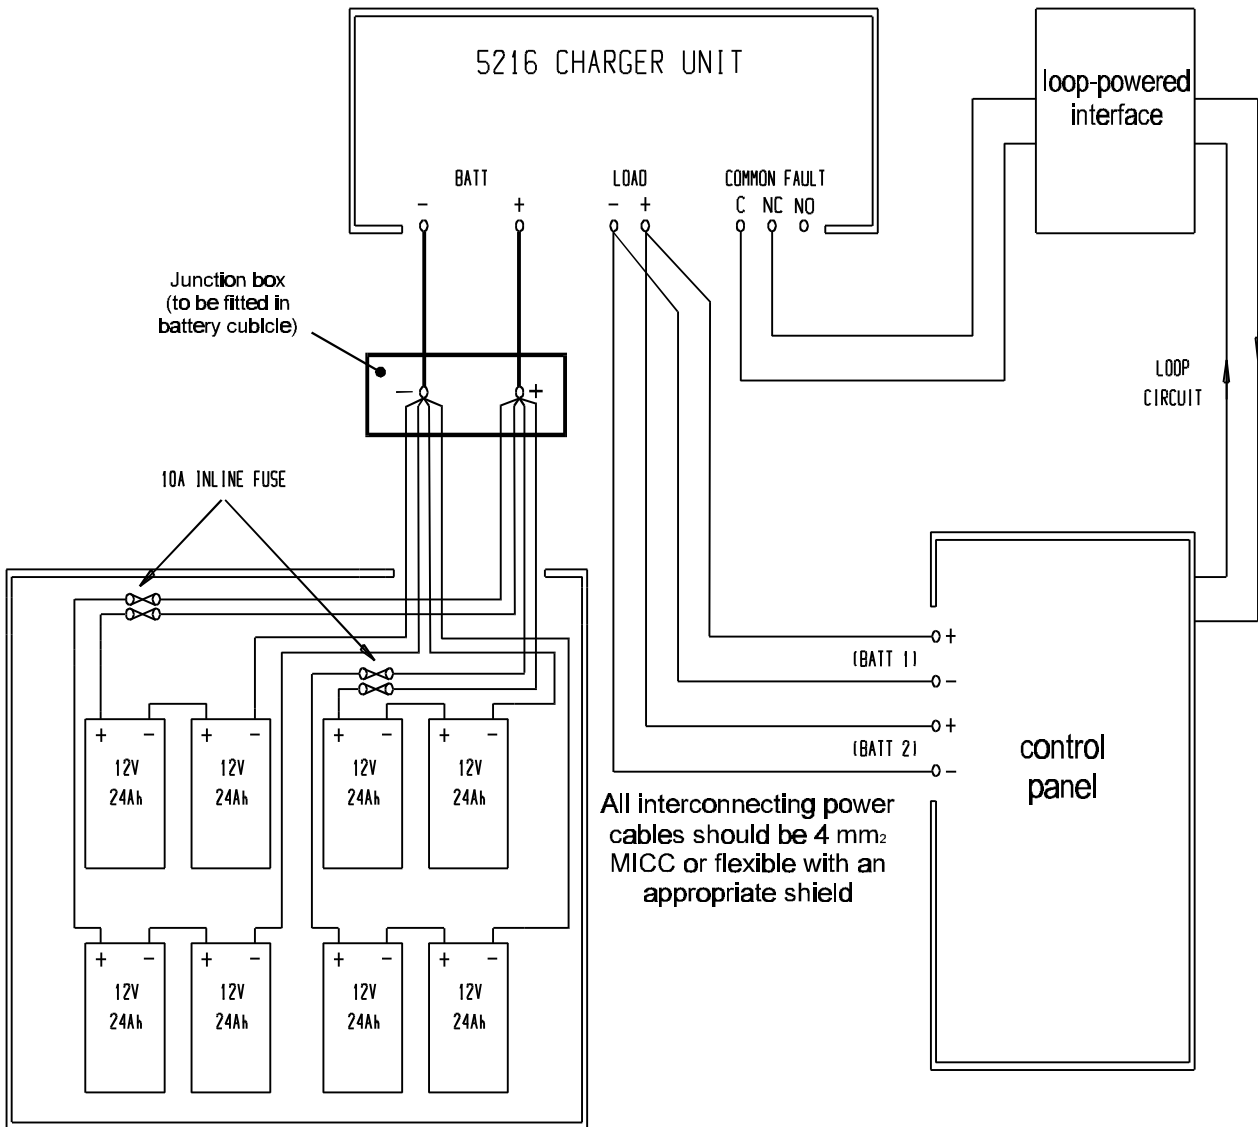 5216 CHARGER UNIT
loop-powered
interface
BATT
LOAD
COMMON FAULT
- + - + C NC NO
Junction box
(to be fitted in
battery cubicle)
- +
LOOP
CIRCUIT
10A INLINE FUSE
+
(BATT 1)
-
+
(BATT 2)
-
control
panel
+ - + - + - + -
12V 12V 12V 12V
24Ah 24Ah 24Ah 24Ah
All interconnecting power
cables should be 4 mm₂
MICC or flexible with an
appropriate shield
+ - + - + - + -
12V 12V 12V 12V
24Ah 24Ah 24Ah 24Ah